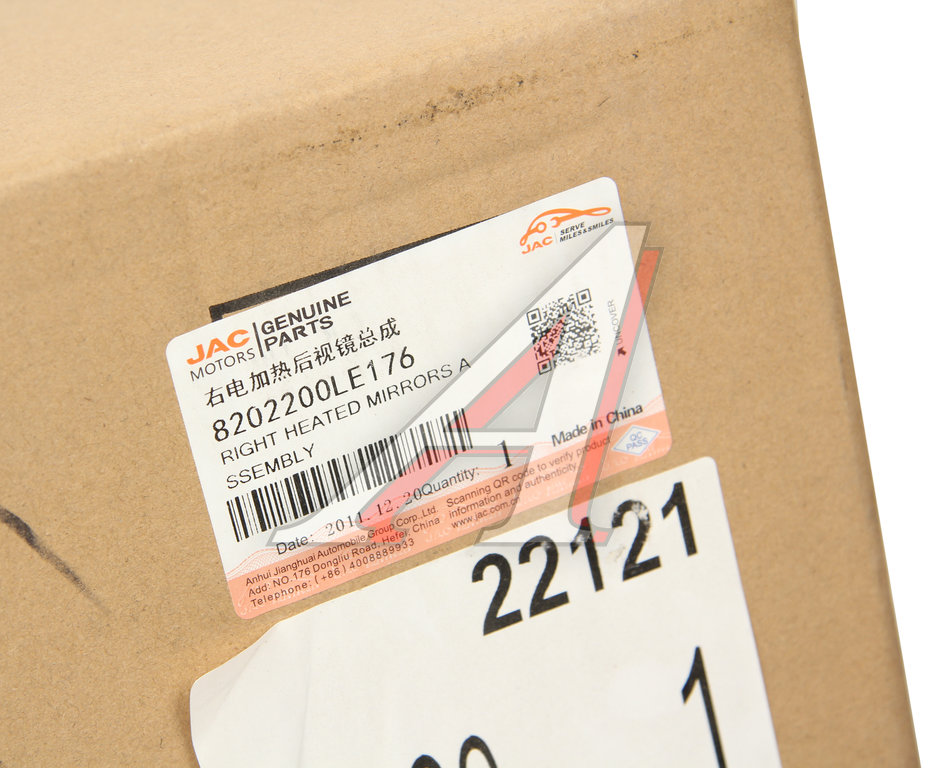 JAC
SERVE
MILES&SMILES
JAC
MOTORS
GENUINE
PARTS
右电加热后视镜总成
8202200LE176
RIGHT HEATED MIRRORS A
SSEMBLY
UNCOVER
Date: 2014.12.20
Quantity: 1
Made in China
QC
PASS
Scanning QR code to verify product
information and authenticity.
www.jac.com.cn
Anhui Jianghuai Automobile Group Corp.,Ltd.
Add: NO.176 Dongliu Road, Hefei, China
Telephone: (+86) 4008889933
22121
1